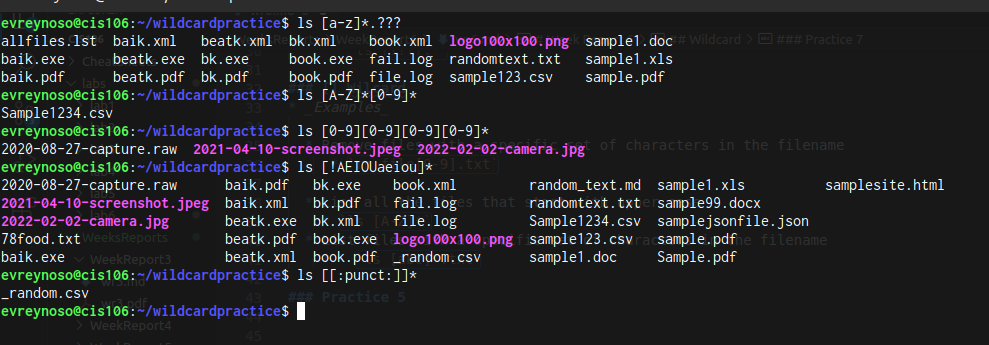 evreynoso@cis106:~/wildcardpractice$ ls [a-z]*.???
allfiles.lst  baik.xml  beatk.xml  bk.xml    book.xml  logo100x100.png  sample1.doc
baik.exe      beatk.exe  bk.exe    book.exe  fail.log  randomtext.txt   sample1.xls
baik.pdf      beatk.pdf  bk.pdf    book.pdf  file.log  sample123.csv    sample.pdf
evreynoso@cis106:~/wildcardpractice$ ls [A-Z]*[0-9]*
Sample1234.csv
evreynoso@cis106:~/wildcardpractice$ ls [0-9][0-9][0-9][0-9]*
2020-08-27-capture.raw  2021-04-10-screenshot.jpeg  2022-02-02-camera.jpg
evreynoso@cis106:~/wildcardpractice$ ls [!AEIOUaeiou]*
2020-08-27-capture.raw      baik.pdf   bk.exe    book.xml         random_text.md  sample1.xls          samplesite.html
2021-04-10-screenshot.jpeg  baik.xml   bk.pdf    fail.log         randomtext.txt  sample99.docx
2022-02-02-camera.jpg       beatk.exe  bk.xml    file.log         Sample1234.csv  samplejsonfile.json
78food.txt                  beatk.pdf  book.exe  logo100x100.png  sample123.csv   sample.pdf
baik.exe                    beatk.xml  book.pdf  _random.csv      sample1.doc     Sample.pdf
evreynoso@cis106:~/wildcardpractice$ ls [[:punct:]]*
_random.csv
evreynoso@cis106:~/wildcardpractice$
### Practice 5